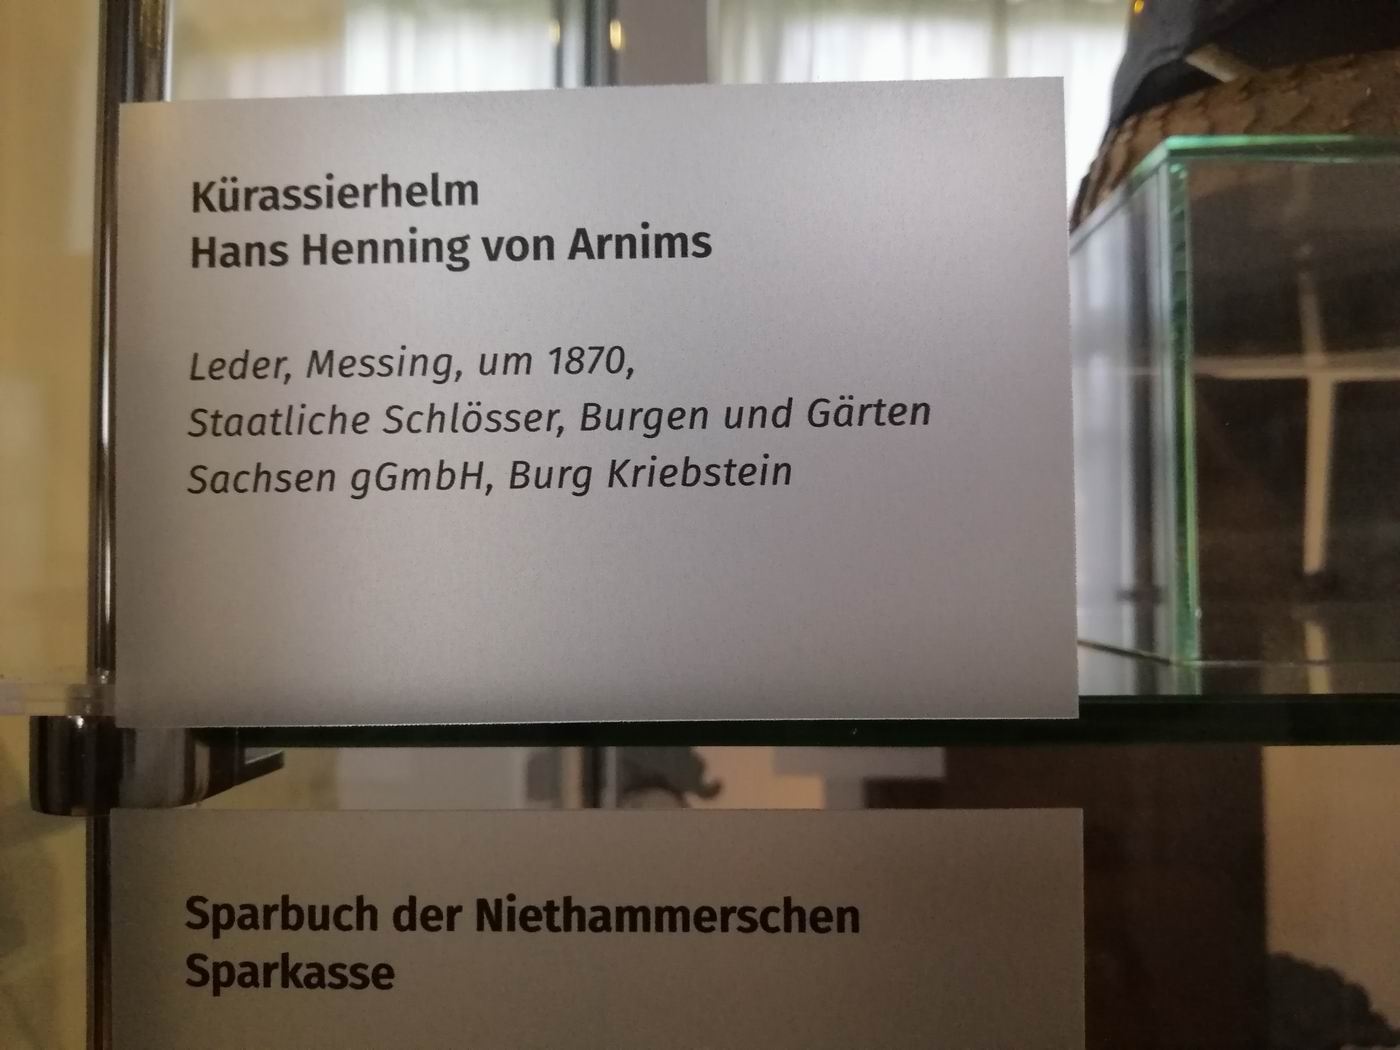 Kürassierhelm
Hans Henning von Arnims
Leder, Messing, um 1870,
Staatliche Schlösser, Burgen und Gärten
Sachsen gGmbH, Burg Kriebstein
Sparbuch der Niethammerschen
Sparkasse